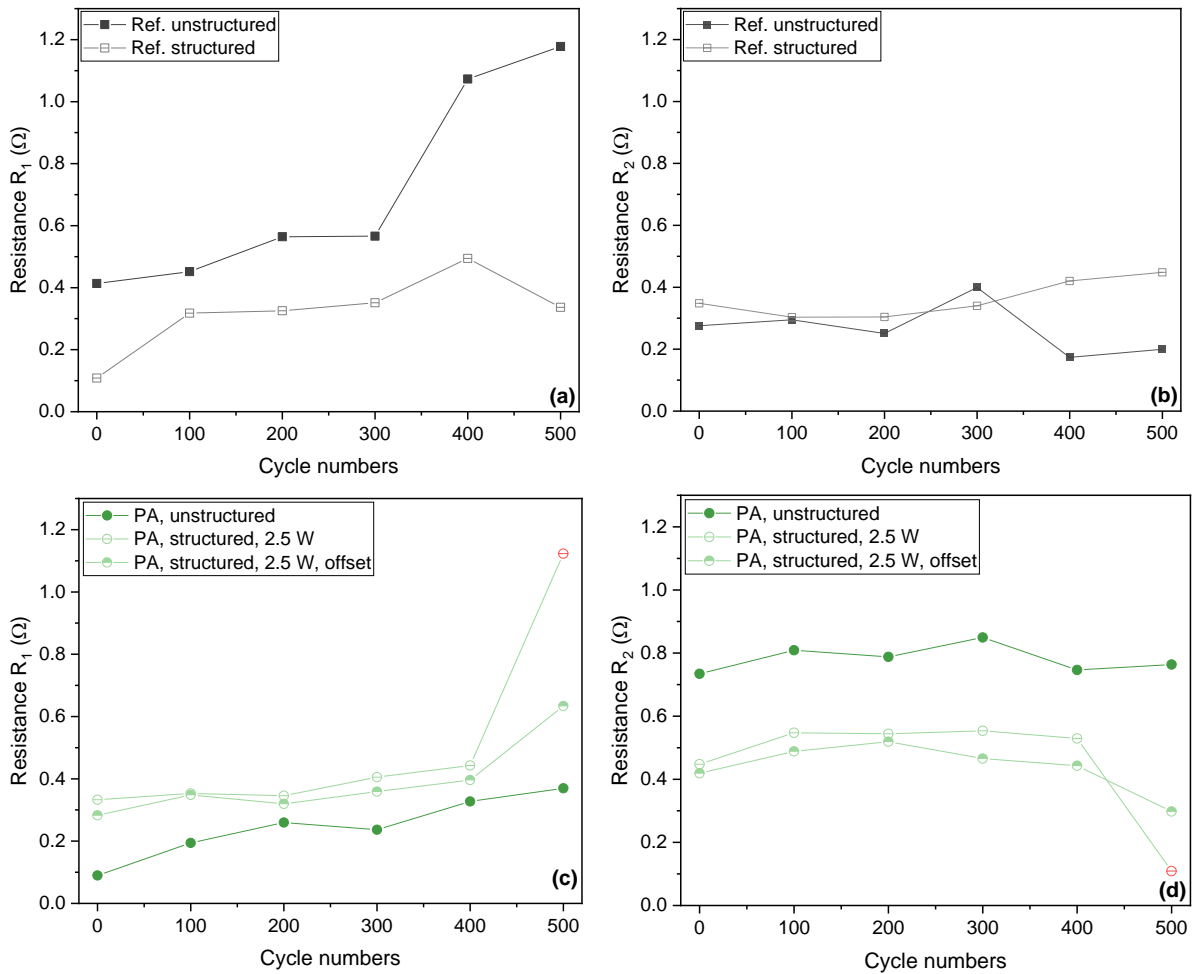 Ref. unstructured
Ref. structured
Resistance R1 (Ω)
1.2
1.0
0.8
0.6
0.4
0.2
0.0
0 100 200 300 400 500
Cycle numbers
(a)
Ref. unstructured
Ref. structured
Resistance R2 (Ω)
1.2
1.0
0.8
0.6
0.4
0.2
0.0
0 100 200 300 400 500
Cycle numbers
(b)
PA, unstructured
PA, structured, 2.5 W
PA, structured, 2.5 W, offset
Resistance R1 (Ω)
1.2
1.0
0.8
0.6
0.4
0.2
0.0
0 100 200 300 400 500
Cycle numbers
(c)
PA, unstructured
PA, structured, 2.5 W
PA, structured, 2.5 W, offset
Resistance R2 (Ω)
1.2
1.0
0.8
0.6
0.4
0.2
0.0
0 100 200 300 400 500
Cycle numbers
(d)